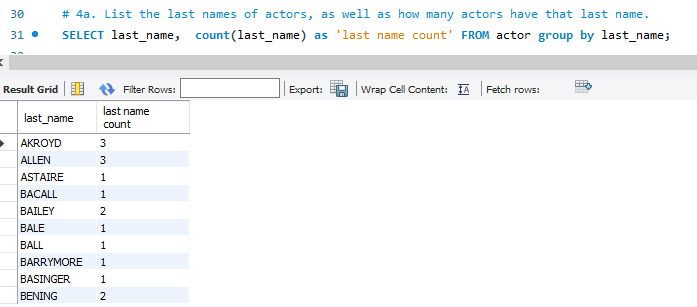 30 # 4a. List the last names of actors, as well as how many actors have that last name.
31 SELECT last_name,  count(last_name) as 'last name count' FROM actor group by last_name;
Result Grid Filter Rows: Export: Wrap Cell Content: Fetch rows:
last_name last name count
AKROYD 3
ALLEN 3
ASTAIRE 1
BACALL 1
BAILEY 2
BALE 1
BALL 1
BARRYMORE 1
BASINGER 1
BENING 2